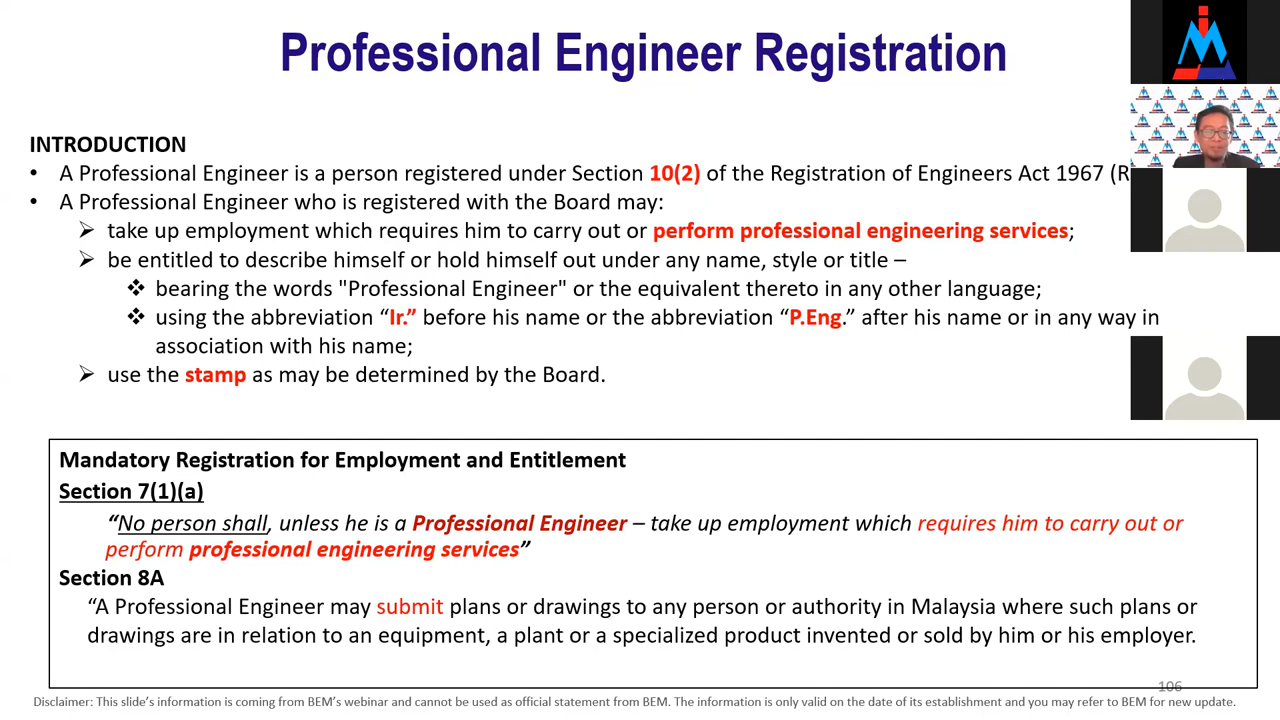 Professional Engineer Registration
INTRODUCTION
• A Professional Engineer is a person registered under Section 10(2) of the Registration of Engineers Act 1967 (R
• A Professional Engineer who is registered with the Board may:
➢ take up employment which requires him to carry out or perform professional engineering services;
➢ be entitled to describe himself or hold himself out under any name, style or title –
❖ bearing the words "Professional Engineer" or the equivalent thereto in any other language;
❖ using the abbreviation “Ir.” before his name or the abbreviation “P.Eng.” after his name or in any way in
association with his name;
➢ use the stamp as may be determined by the Board.
Mandatory Registration for Employment and Entitlement
Section 7(1)(a)
“No person shall, unless he is a Professional Engineer – take up employment which requires him to carry out or
perform professional engineering services”
Section 8A
“A Professional Engineer may submit plans or drawings to any person or authority in Malaysia where such plans or
drawings are in relation to an equipment, a plant or a specialized product invented or sold by him or his employer.
106
Disclaimer: This slide’s information is coming from BEM’s webinar and cannot be used as official statement from BEM. The information is only valid on the date of its establishment and you may refer to BEM for new update.